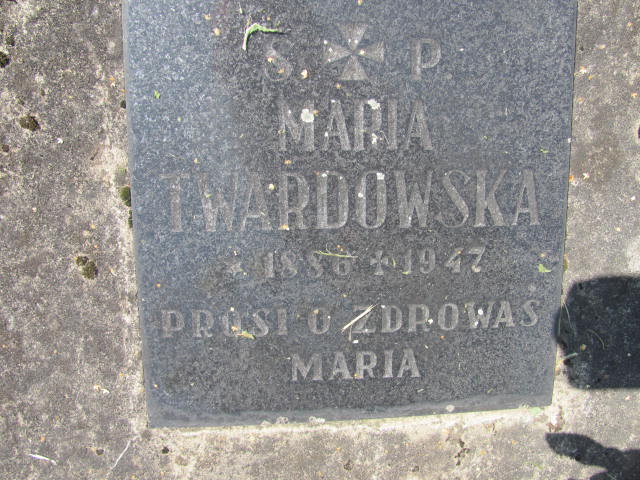 S ✠ P
MARIA
TWARDOWSKA
* 1886 + 1947
PROSI O ZDROWAS
MARIA